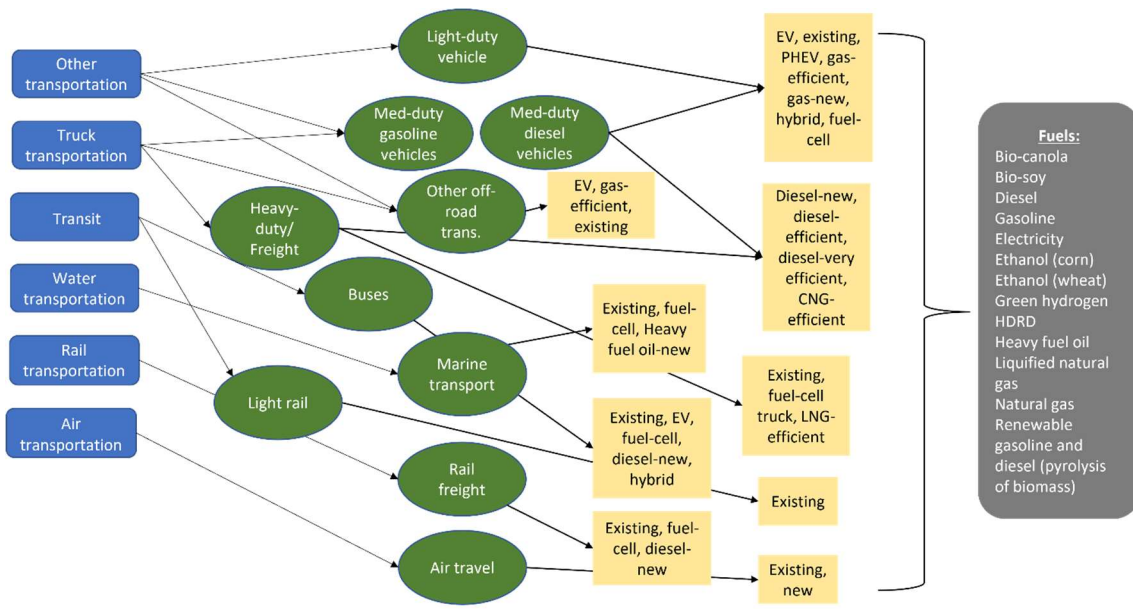 Other
transportation
Truck
transportation
Transit
Water
transportation
Rail
transportation
Air
transportation
Light-duty
vehicle
Med-duty
gasoline
vehicles
Med-duty
diesel
vehicles
Other off-
road
trans.
Heavy-
duty/
Freight
Buses
Marine
transport
Light rail
Rail
freight
Air travel
EV, existing,
PHEV, gas-
efficient,
gas-new,
hybrid, fuel-
cell
EV, gas-
efficient,
existing
Diesel-new,
diesel-
efficient,
diesel-very
efficient,
CNG-
efficient
Existing, fuel-
cell, Heavy
fuel oil-new
Existing,
fuel-cell
truck, LNG-
efficient
Existing, EV,
fuel-cell,
diesel-new,
hybrid
Existing
Existing, fuel-
cell, diesel-
new
Existing,
new
Fuels:
Bio-canola
Bio-soy
Diesel
Gasoline
Electricity
Ethanol (corn)
Ethanol (wheat)
Green hydrogen
HDRD
Heavy fuel oil
Liquified natural
gas
Natural gas
Renewable
gasoline and
diesel (pyrolysis
of biomass)